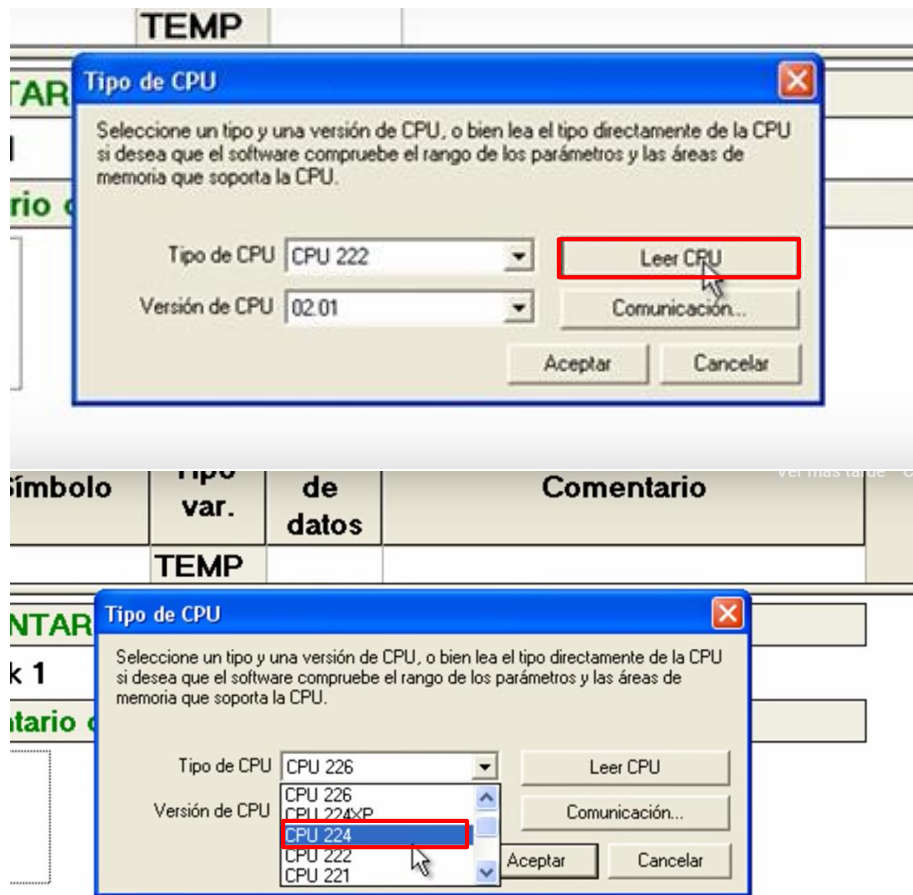 TEMP
TAR
Tipo de CPU
Seleccione un tipo y una versión de CPU, o bien lea el tipo directamente de la CPU
si desea que el software compruebe el rango de los parámetros y las áreas de
memoria que soporta la CPU.
rio
Tipo de CPU CPU 222 Leer CPU
Versión de CPU 02.01 Comunicación...
Aceptar Cancelar
Ver más tarde
Símbolo Tipo var. de datos Comentario
TEMP
NTAR
Tipo de CPU
k 1
Seleccione un tipo y una versión de CPU, o bien lea el tipo directamente de la CPU
si desea que el software compruebe el rango de los parámetros y las áreas de
memoria que soporta la CPU.
ntario
Tipo de CPU CPU 226 Leer CPU
CPU 226
Versión de CPU CPU 224XP Comunicación...
CPU 224
CPU 222 Aceptar Cancelar
CPU 221